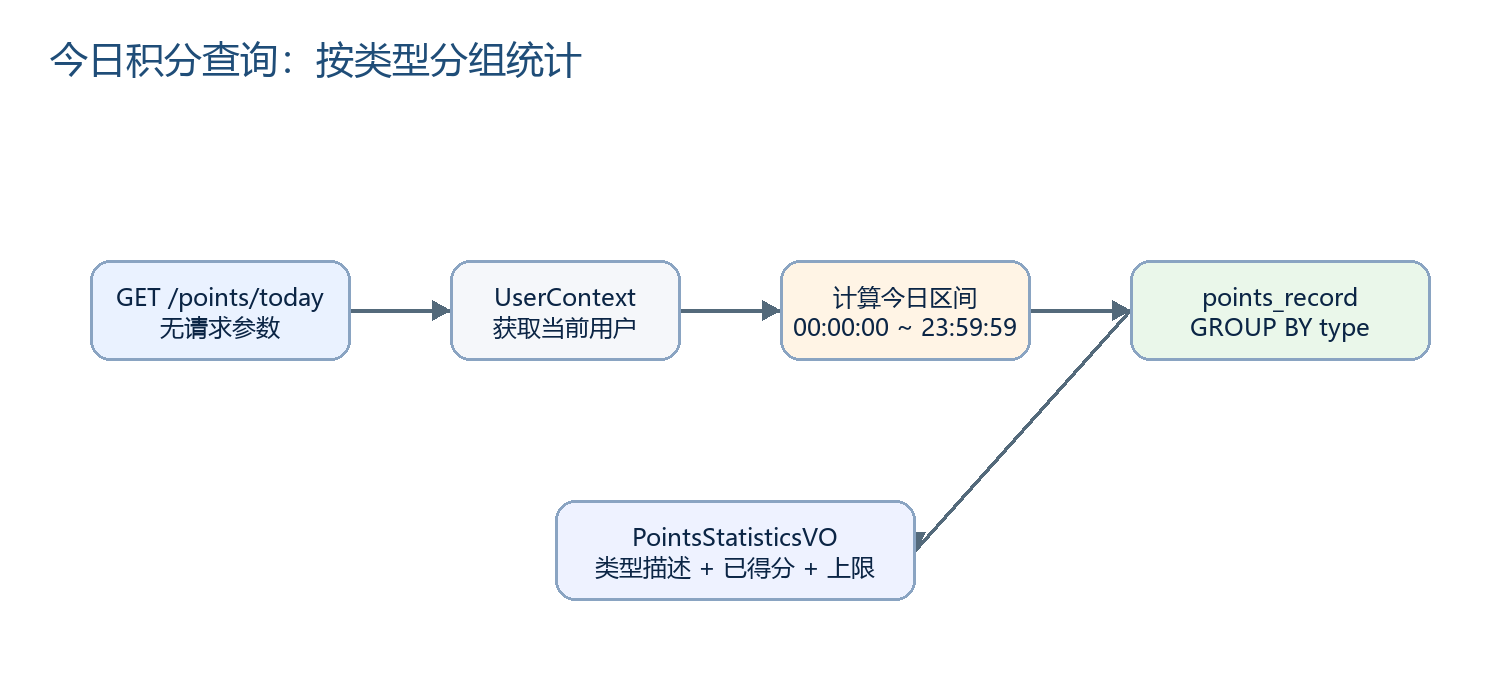 今日积分查询：按类型分组统计
GET /points/today
无请求参数
UserContext
获取当前用户
计算今日区间
00:00:00 ~ 23:59:59
points_record
GROUP BY type
PointsStatisticsVO
类型描述 + 已得分 + 上限